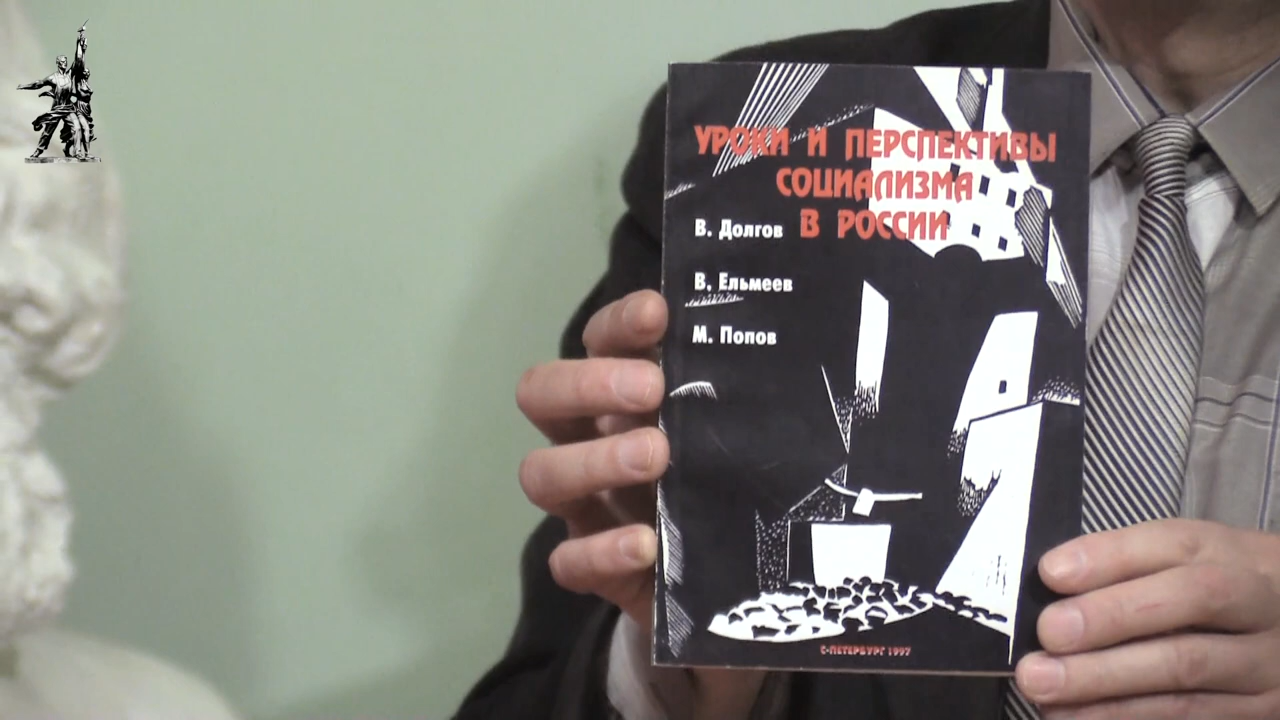 УРОКИ И ПЕРСПЕКТИВЫ
СОЦИАЛИЗМА
В РОССИИ
В. Долгов
В. Ельмеев
М. Попов
С-ПЕТЕРБУРГ 1997